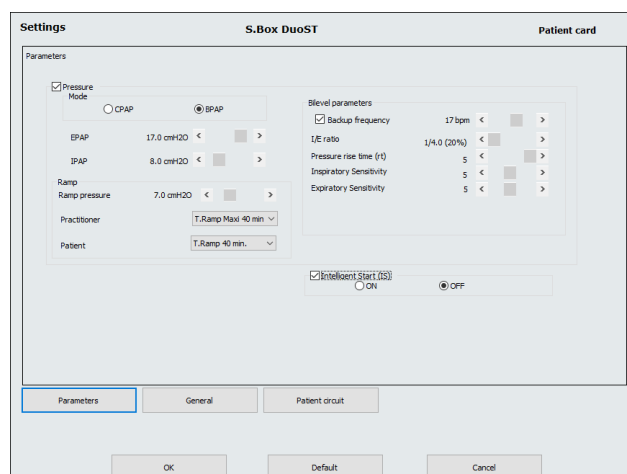 Settings S.Box DuoST Patient card
Parameters
Pressure
Mode
CPAP BPAP
EPAP 17.0 cmH2O < >
IPAP 8.0 cmH2O < >
Ramp
Ramp pressure 7.0 cmH2O < >
Practitioner T.Ramp Maxi 40 min
Patient T.Ramp 40 min.
Bilevel parameters
Backup frequency 17 bpm < >
I/E ratio 1/4.0 (20%) < >
Pressure rise time (rt) 5 < >
Inspiratory Sensitivity 5 < >
Expiratory Sensitivity 5 < >
Intelligent Start (IS)
ON OFF
Parameters General Patient circuit
OK Default Cancel